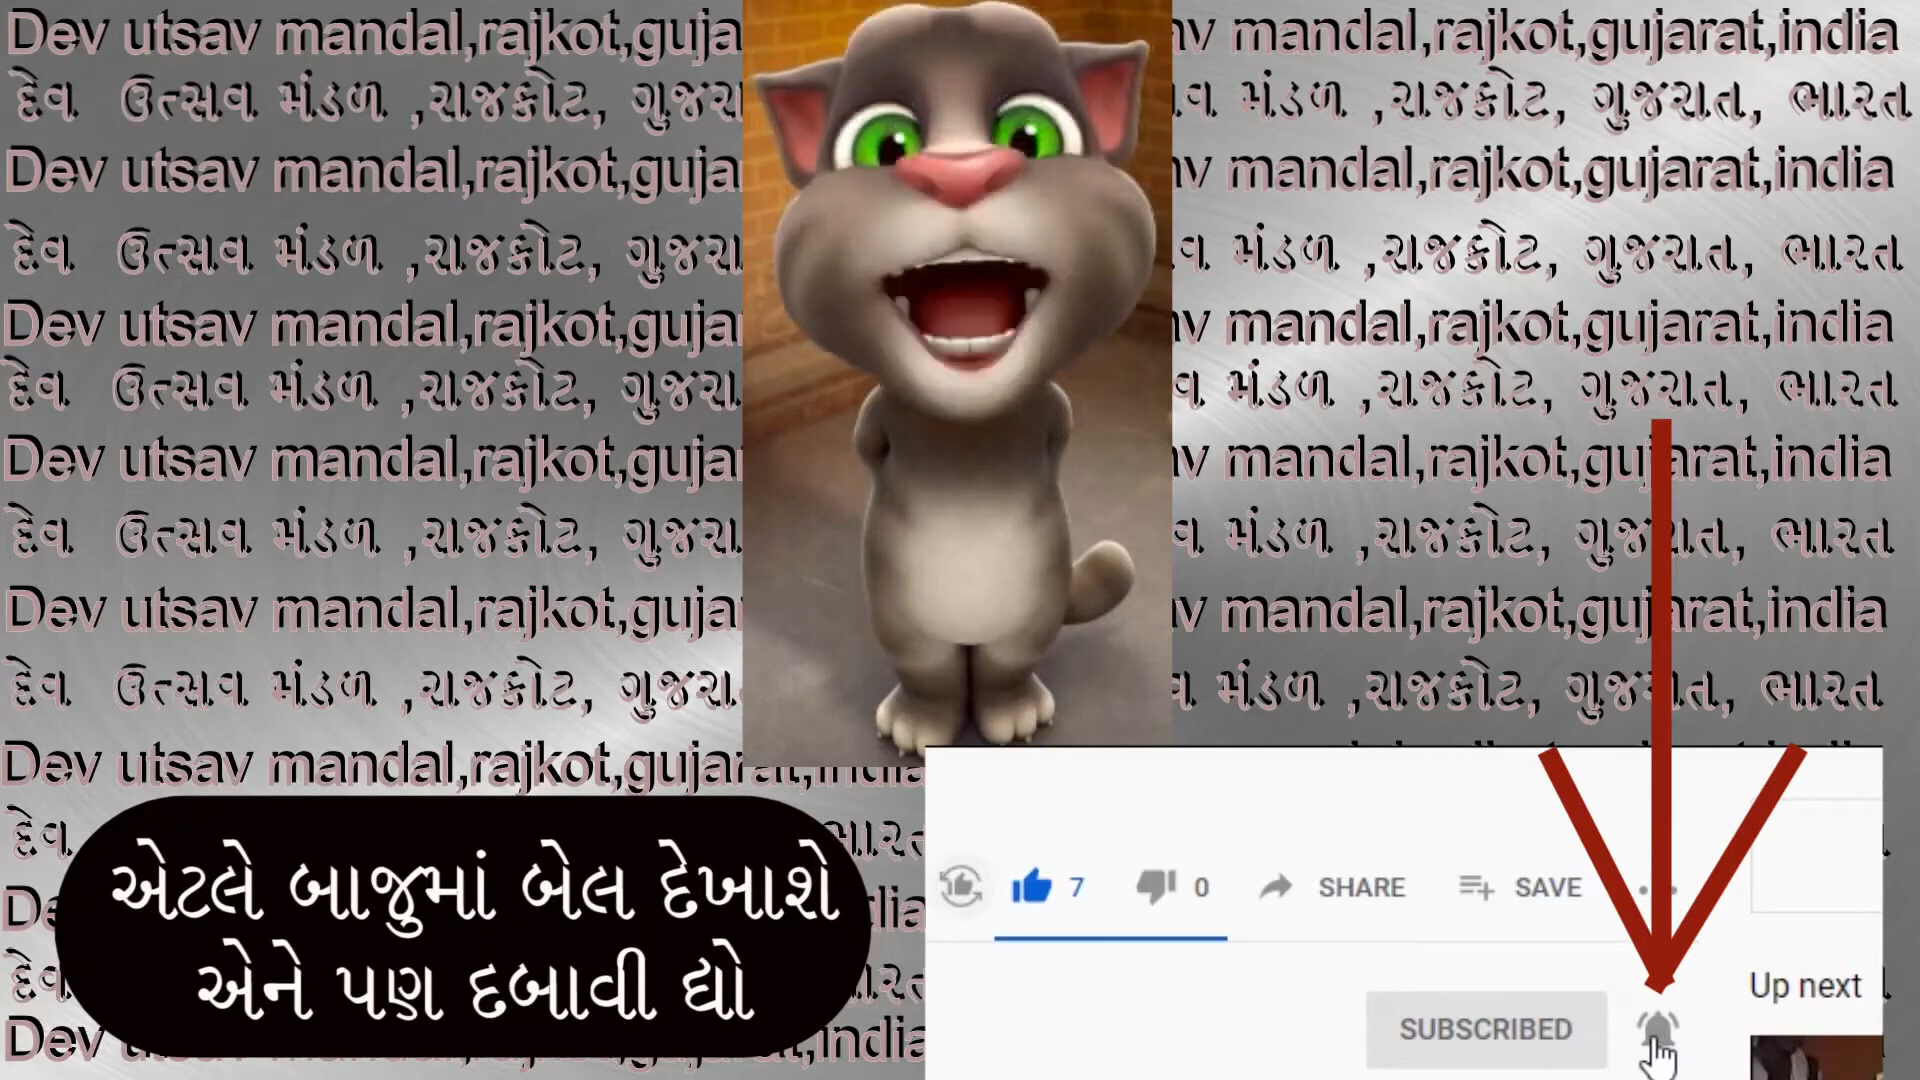 Dev utsav mandal,rajkot,guja
av mandal,rajkot,gujarat,india
દેવ ઉત્સવ મંડળ ,રાજકોટ, ગુજરા
વ મંડળ ,રાજકોટ, ગુજરાત, ભારત
Dev utsav mandal,rajkot,guja
av mandal,rajkot,gujarat,india
દેવ ઉત્સવ મંડળ ,રાજકોટ, ગુજરા
વ મંડળ ,રાજકોટ, ગુજરાત, ભારત
Dev utsav mandal,rajkot,gujar
av mandal,rajkot,gujarat,india
દેવ ઉત્સવ મંડળ ,રાજકોટ, ગુજરા
વ મંડળ ,રાજકોટ, ગુજરાત, ભારત
Dev utsav mandal,rajkot,gujar
av mandal,rajkot,gujarat,india
દેવ ઉત્સવ મંડળ ,રાજકોટ, ગુજરા
વ મંડળ ,રાજકોટ, ગુજરાત, ભારત
Dev utsav mandal,rajkot,gujar
av mandal,rajkot,gujarat,india
દેવ ઉત્સવ મંડળ ,રાજકોટ, ગુજરા
વ મંડળ ,રાજકોટ, ગુજરાત, ભારત
Dev utsav mandal,rajkot,gujarat,india
દેવ
એટલે બાજુમાં બેલ દેખાશે
એને પણ દબાવી દ્યો
Dev
7 0 SHARE SAVE
Up next
SUBSCRIBED